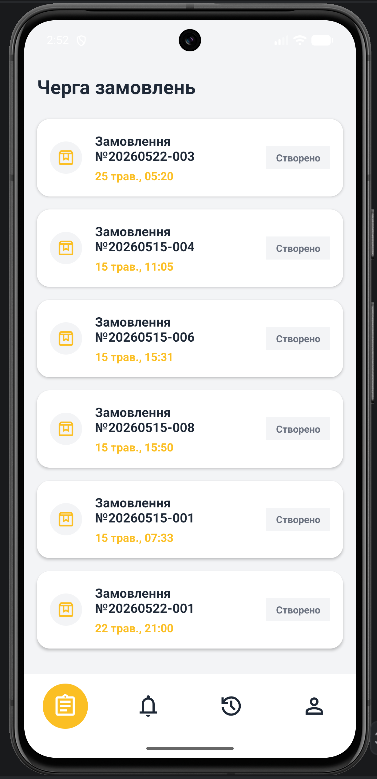 2:52
Черга замовлень
Замовлення
№20260522-003
25 трав., 05:20
Створено
Замовлення
№20260515-004
15 трав., 11:05
Створено
Замовлення
№20260515-006
15 трав., 15:31
Створено
Замовлення
№20260515-008
15 трав., 15:50
Створено
Замовлення
№20260515-001
15 трав., 07:33
Створено
Замовлення
№20260522-001
22 трав., 21:00
Створено